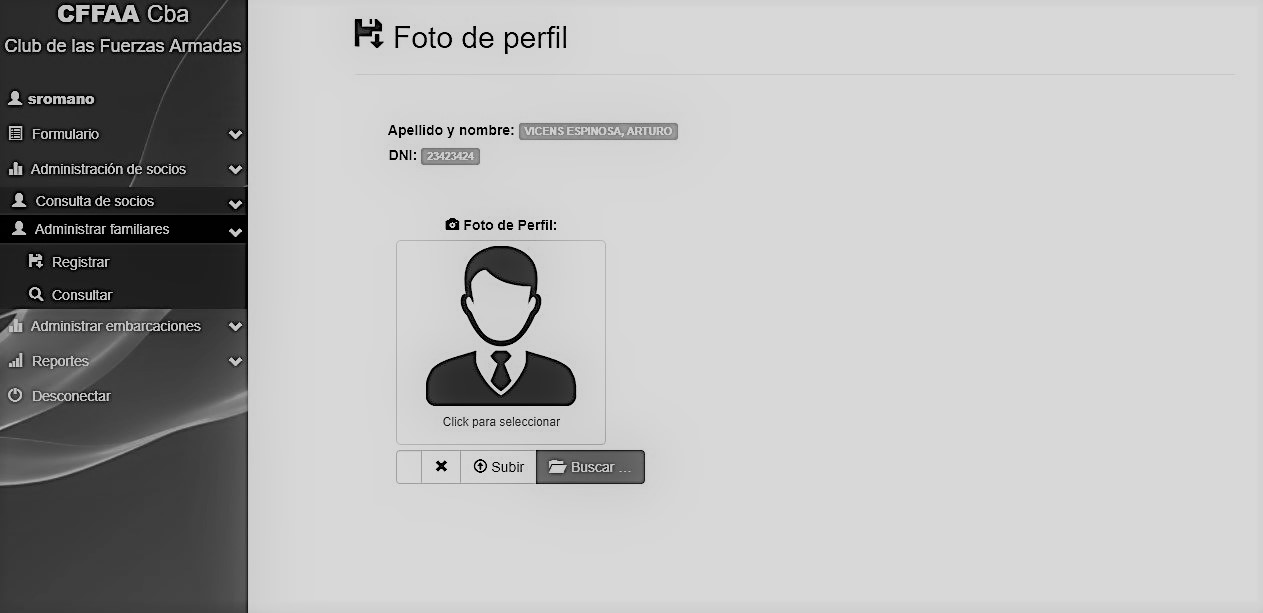 CFFAA Cba
Club de las Fuerzas Armadas
sromano
Formulario
Administración de socios
Consulta de socios
Administrar familiares
Registrar
Consultar
Administrar embarcaciones
Reportes
Desconectar
Foto de perfil
Apellido y nombre: VICENS ESPINOSA, ARTURO
DNI: 23423424
Foto de Perfil:
Click para seleccionar
Subir Buscar ...